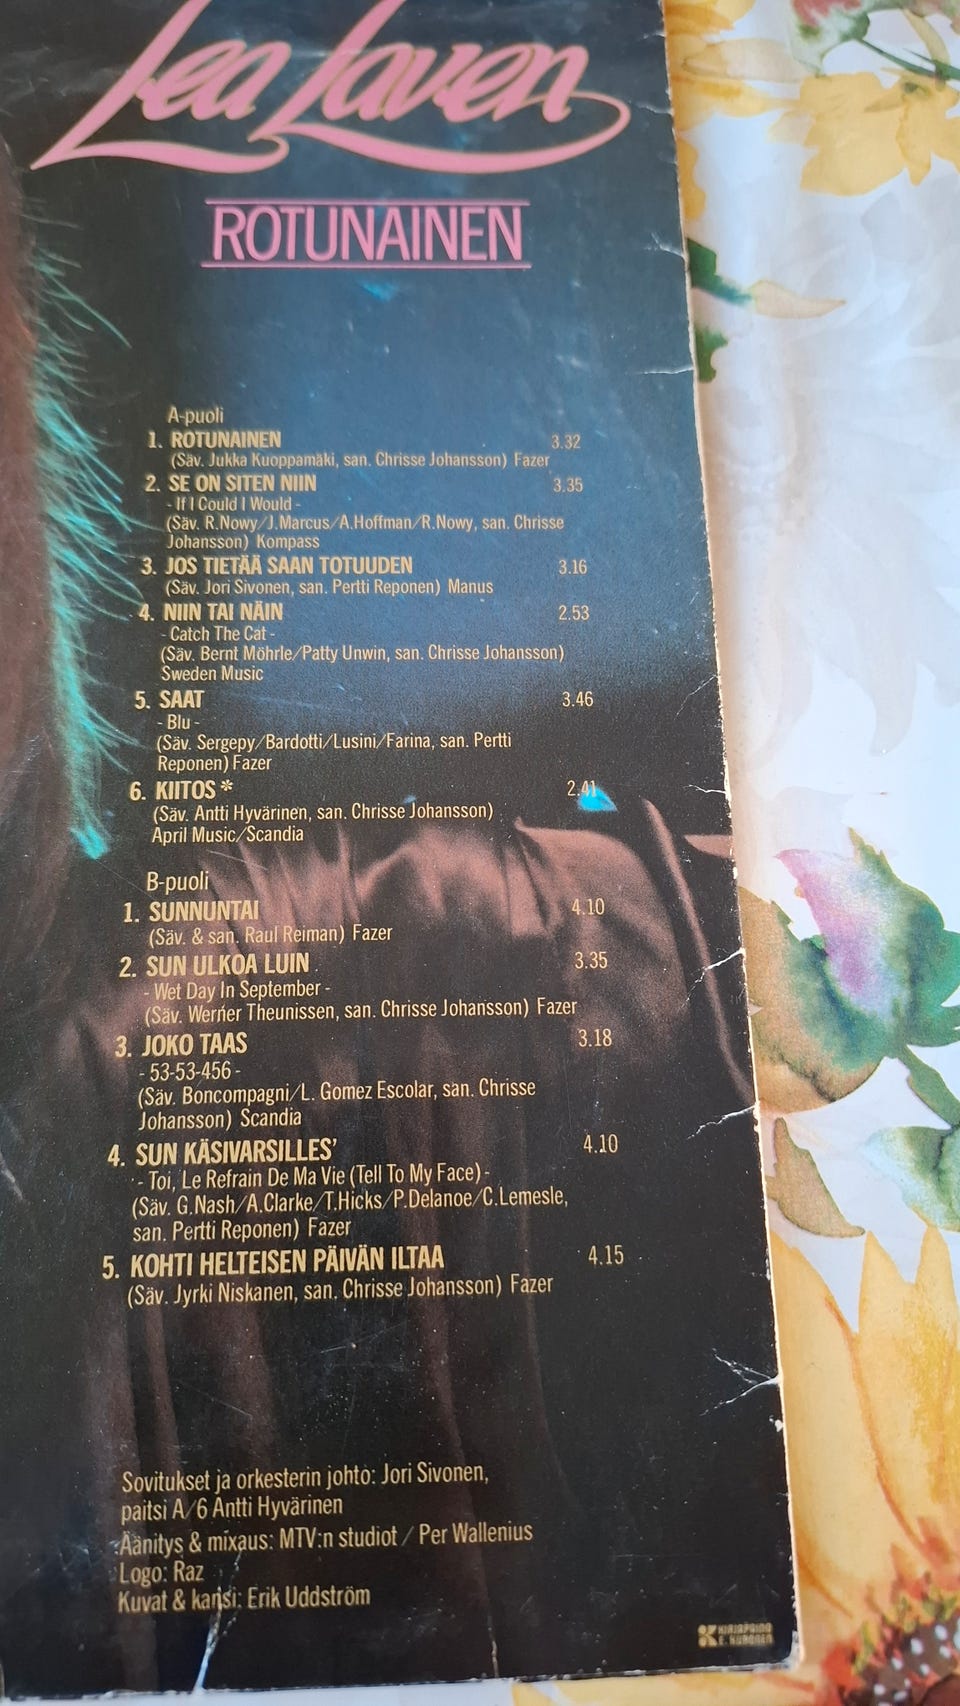 Lea Laven
ROTUNAINEN
A-puoli
1. ROTUNAINEN 3.32
(Säv. Jukka Kuoppamäki, san. Chrisse Johansson) Fazer
2. SE ON SITEN NIIN 3.35
- If I Could I Would -
(Säv. R.Nowy/J.Marcus/A.Hoffman/R.Nowy, san. Chrisse
Johansson) Kompass
3. JOS TIETÄÄ SAAN TOTUUDEN 3.16
(Säv. Jori Sivonen, san. Pertti Reponen) Manus
4. NIIN TAI NÄIN 2.53
- Catch The Cat -
(Säv. Bernt Möhrle/Patty Unwin, san. Chrisse Johansson)
Sweden Music
5. SAAT 3.46
- Blu -
(Säv. Sergepy/Bardotti/Lusini/Farina, san. Pertti
Reponen) Fazer
6. KIITOS * 2.41
(Säv. Antti Hyvärinen, san. Chrisse Johansson)
April Music/Scandia
B-puoli
1. SUNNUNTAI 4.10
(Säv. & san. Raul Reiman) Fazer
2. SUN ULKOA LUIN 3.35
- Wet Day In September -
(Säv. Werner Theunissen, san. Chrisse Johansson) Fazer
3. JOKO TAAS 3.18
- 53-53-456 -
(Säv. Boncompagni/L. Gomez Escolar, san. Chrisse
Johansson) Scandia
4. SUN KÄSIVARSILLES' 4.10
- Toi, Le Refrain De Ma Vie (Tell To My Face) -
(Säv. G.Nash/A.Clarke/T.Hicks/P.Delanoe/C.Lemesle,
san. Pertti Reponen) Fazer
5. KOHTI HELTEISEN PÄIVÄN ILTAA 4.15
(Säv. Jyrki Niskanen, san. Chrisse Johansson) Fazer
Sovitukset ja orkesterin johto: Jori Sivonen,
paitsi A/6 Antti Hyvärinen
Äänitys & mixaus: MTV:n studiot / Per Wallenius
Logo: Raz
Kuvat & kansi: Erik Uddström
KIRJAPAINO